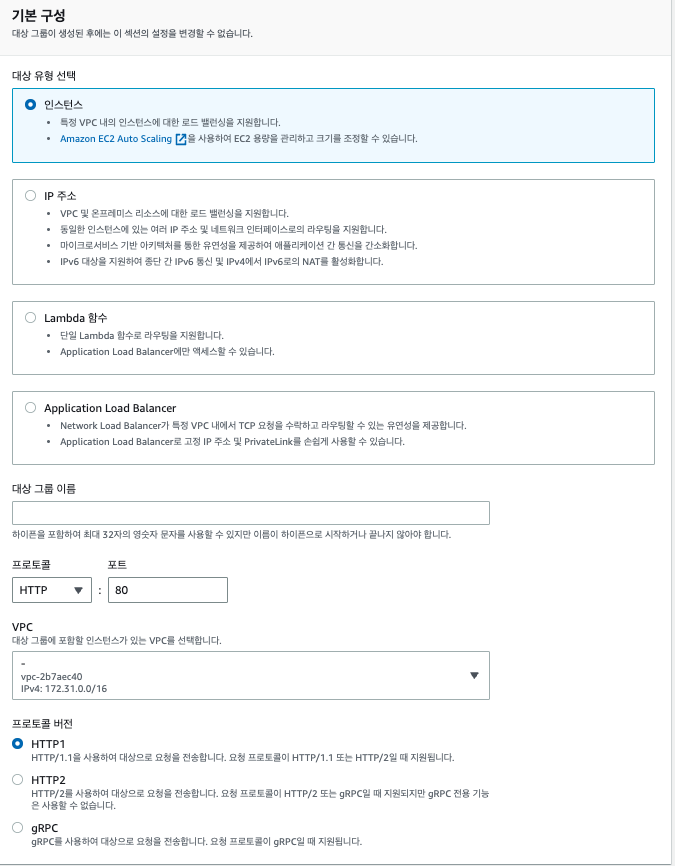 기본 구성
대상 그룹이 생성된 후에는 이 섹션의 설정을 변경할 수 없습니다.
대상 유형 선택
인스턴스
• 특정 VPC 내의 인스턴스에 대한 로드 밸런싱을 지원합니다.
• Amazon EC2 Auto Scaling 을 사용하여 EC2 용량을 관리하고 크기를 조정할 수 있습니다.
IP 주소
• VPC 및 온프레미스 리소스에 대한 로드 밸런싱을 지원합니다.
• 동일한 인스턴스에 있는 여러 IP 주소 및 네트워크 인터페이스로의 라우팅을 지원합니다.
• 마이크로서비스 기반 아키텍처를 통한 유연성을 제공하여 애플리케이션 간 통신을 간소화합니다.
• IPv6 대상을 지원하여 종단 간 IPv6 통신 및 IPv4에서 IPv6로의 NAT를 활성화합니다.
Lambda 함수
• 단일 Lambda 함수로 라우팅을 지원합니다.
• Application Load Balancer에만 액세스할 수 있습니다.
Application Load Balancer
• Network Load Balancer가 특정 VPC 내에서 TCP 요청을 수락하고 라우팅할 수 있는 유연성을 제공합니다.
• Application Load Balancer로 고정 IP 주소 및 PrivateLink를 손쉽게 사용할 수 있습니다.
대상 그룹 이름
하이픈을 포함하여 최대 32자의 영숫자 문자를 사용할 수 있지만 이름이 하이픈으로 시작하거나 끝나지 않아야 합니다.
프로토콜 포트
HTTP : 80
VPC
대상 그룹에 포함할 인스턴스가 있는 VPC를 선택합니다.
-
vpc-2b7aec40
IPv4: 172.31.0.0/16
프로토콜 버전
HTTP1
HTTP/1.1을 사용하여 대상으로 요청을 전송합니다. 요청 프로토콜이 HTTP/1.1 또는 HTTP/2일 때 지원됩니다.
HTTP2
HTTP/2를 사용하여 대상으로 요청을 전송합니다. 요청 프로토콜이 HTTP/2 또는 gRPC일 때 지원되지만 gRPC 전용 기능
은 사용할 수 없습니다.
gRPC
gRPC를 사용하여 대상으로 요청을 전송합니다. 요청 프로토콜이 gRPC일 때 지원됩니다.